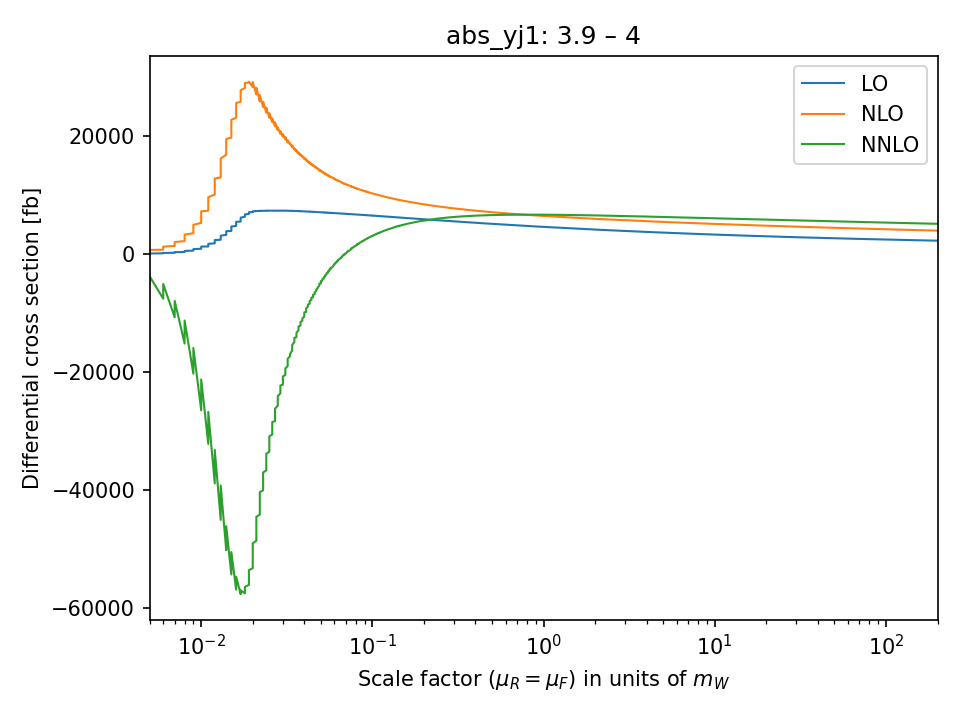 abs_yj1: 3.9 – 4
LO
NLO
NNLO
Differential cross section [fb]
20000
0
−20000
−40000
−60000
10⁻²
10⁻¹
10⁰
10¹
10²
Scale factor (μ_R = μ_F) in units of m_W